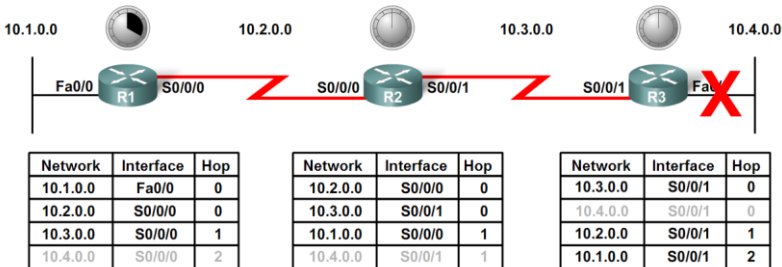 10.1.0.0 10.2.0.0 10.3.0.0 10.4.0.0
Fa0/0 R1 S0/0/0 S0/0/0 R2 S0/0/1 S0/0/1 R3
Network Interface Hop
10.1.0.0 Fa0/0 0
10.2.0.0 S0/0/0 0
10.3.0.0 S0/0/0 1
10.4.0.0 S0/0/0 2
Network Interface Hop
10.2.0.0 S0/0/0 0
10.3.0.0 S0/0/1 0
10.1.0.0 S0/0/0 1
10.4.0.0 S0/0/1 1
Network Interface Hop
10.3.0.0 S0/0/1 0
10.4.0.0 S0/0/1 0
10.2.0.0 S0/0/1 1
10.1.0.0 S0/0/1 2